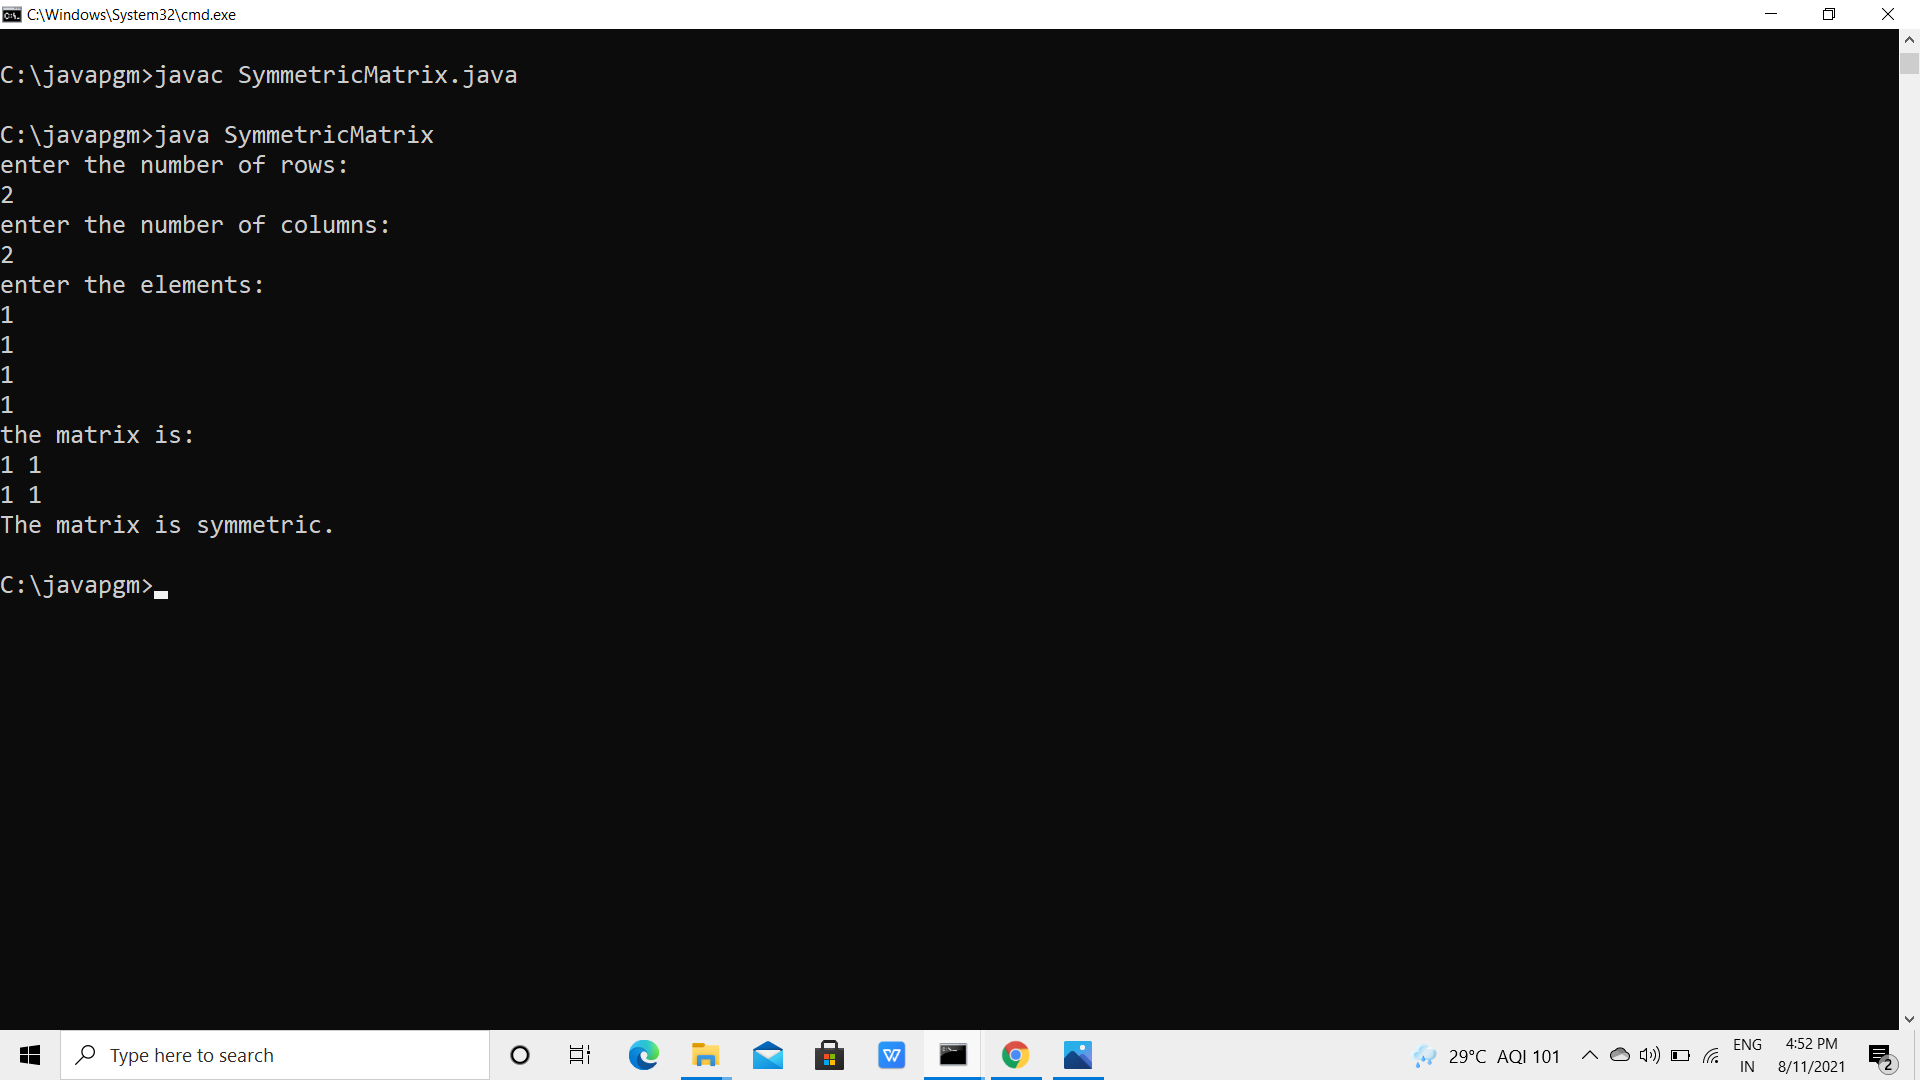 C:\Windows\System32\cmd.exe
C:\javapgm>javac SymmetricMatrix.java
C:\javapgm>java SymmetricMatrix
enter the number of rows:
2
enter the number of columns:
2
enter the elements:
1
1
1
1
the matrix is:
1 1
1 1
The matrix is symmetric.
C:\javapgm>
Type here to search
29°C AQI 101
ENG
IN
4:52 PM
8/11/2021
2